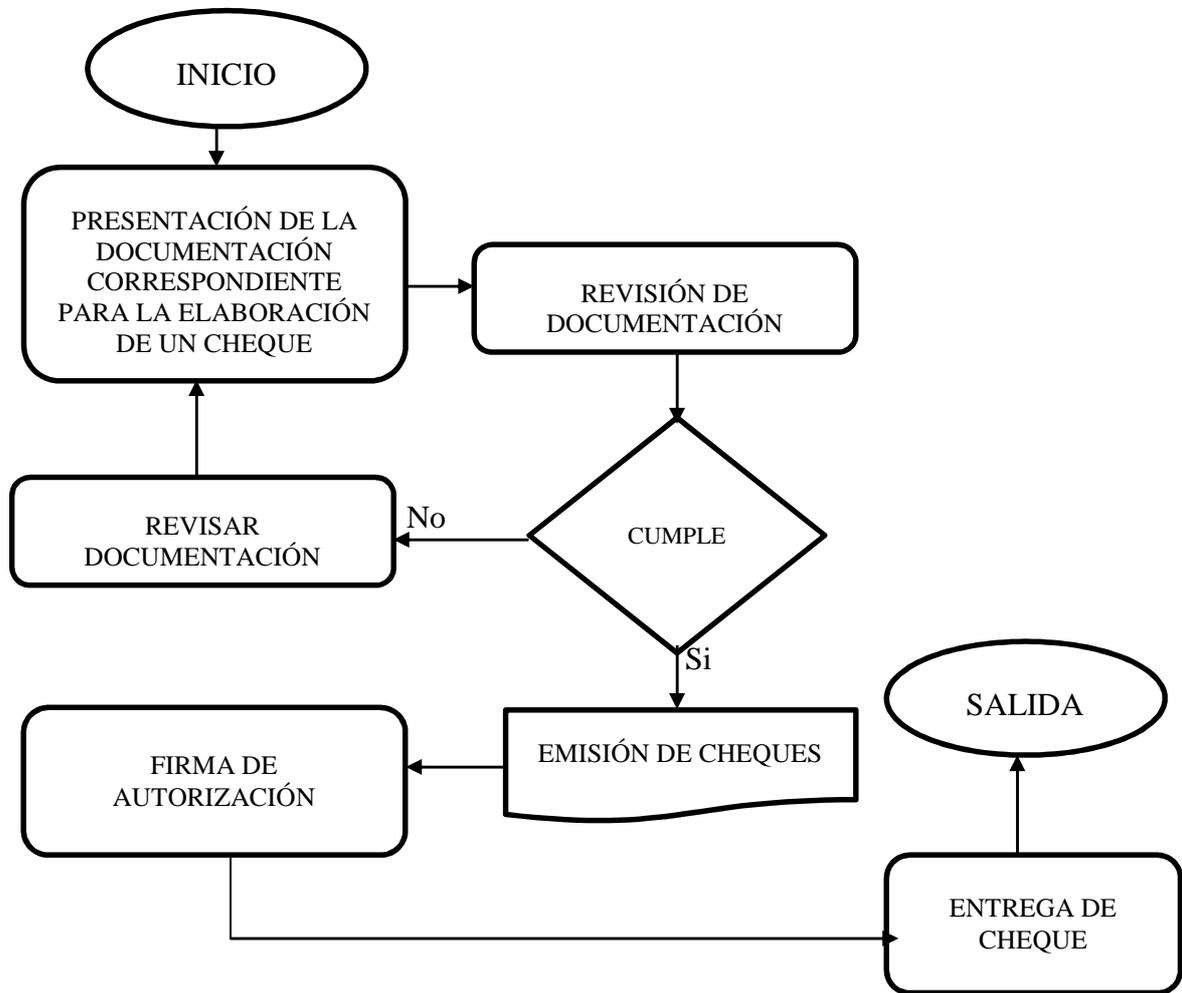 INICIO
PRESENTACIÓN DE LA
DOCUMENTACIÓN
CORRESPONDIENTE
PARA LA ELABORACIÓN
DE UN CHEQUE
REVISIÓN DE
DOCUMENTACIÓN
CUMPLE
No
REVISAR
DOCUMENTACIÓN
Si
EMISIÓN DE CHEQUES
FIRMA DE
AUTORIZACIÓN
ENTREGA DE
CHEQUE
SALIDA